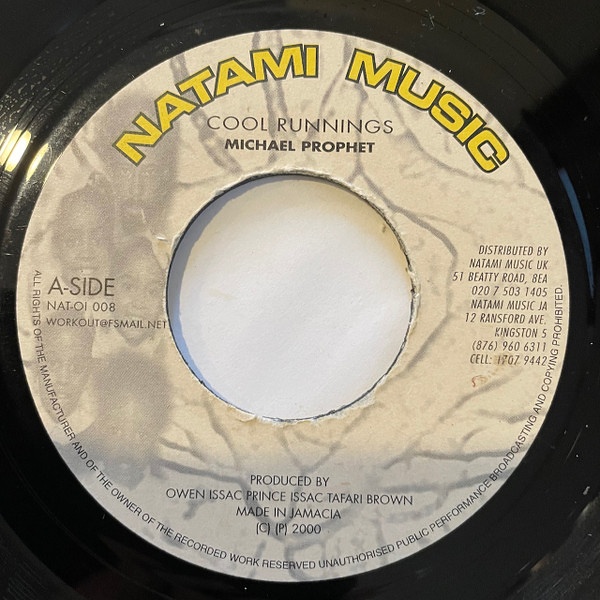 NATAMI MUSIC
COOL RUNNINGS
MICHAEL PROPHET
A-SIDE
NAT-OI 008
WORKOUT@FSMAIL.NET
DISTRIBUTED BY
NATAMI MUSIC UK
51 BEATTY ROAD, 8EA
020 7 503 1405
NATAMI MUSIC JA
12 RANSFORD AVE.
KINGSTON 5
(876) 960 6311
CELL: 1707 9442
PRODUCED BY
OWEN ISSAC PRINCE ISSAC TAFARI BROWN
MADE IN JAMACIA
(C) (P) 2000
ALL RIGHTS OF THE MANUFACTURER AND OF THE OWNER OF THE RECORDED WORK RESERVED UNAUTHORISED PUBLIC PERFORMANCE BROADCASTING AND COPYING PROHIBITED.